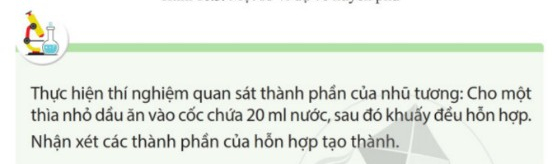 Thực hiện thí nghiệm quan sát thành phần của nhũ tương: Cho một
thìa nhỏ dầu ăn vào cốc chứa 20 ml nước, sau đó khuấy đều hỗn hợp.
Nhận xét các thành phần của hỗn hợp tạo thành.